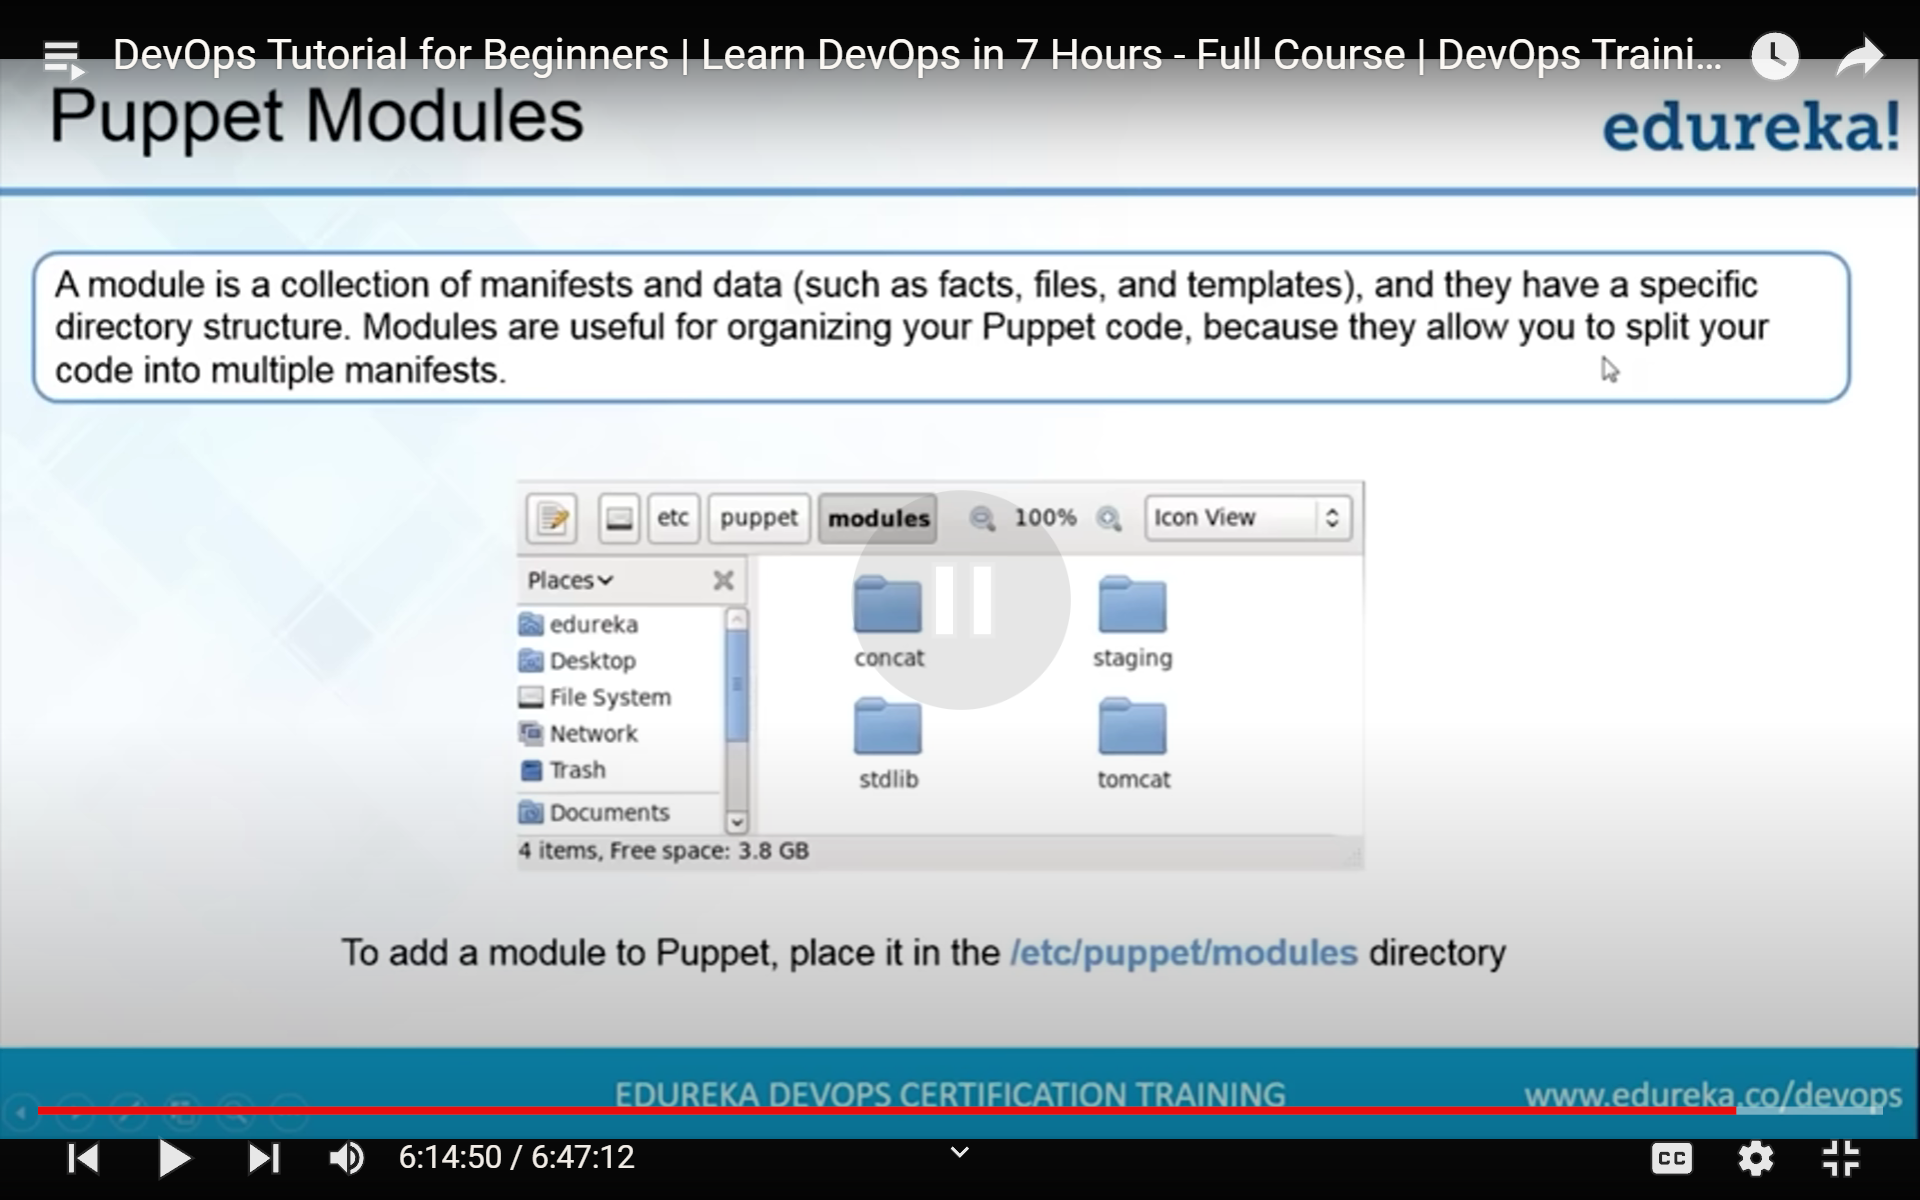 DevOps Tutorial for Beginners | Learn DevOps in 7 Hours - Full Course | DevOps Traini...
Puppet Modules
edureka!
A module is a collection of manifests and data (such as facts, files, and templates), and they have a specific
directory structure. Modules are useful for organizing your Puppet code, because they allow you to split your
code into multiple manifests.
etc puppet modules 100% Icon View
Places
edureka
Desktop
File System
Network
Trash
Documents
concat staging
stdlib tomcat
4 items, Free space: 3.8 GB
To add a module to Puppet, place it in the /etc/puppet/modules directory
EDUREKA DEVOPS CERTIFICATION TRAINING
www.edureka.co/devops
6:14:50 / 6:47:12
CC